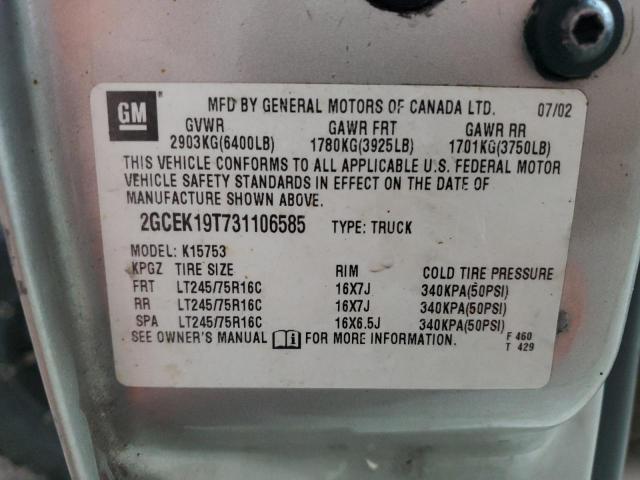 GM ®
MFD BY GENERAL MOTORS OF CANADA LTD. 07/02
GVWR GAWR FRT GAWR RR
2903KG(6400LB) 1780KG(3925LB) 1701KG(3750LB)
THIS VEHICLE CONFORMS TO ALL APPLICABLE U.S. FEDERAL MOTOR
VEHICLE SAFETY STANDARDS IN EFFECT ON THE DATE OF
MANUFACTURE SHOWN ABOVE.
2GCEK19T731106585 TYPE: TRUCK
MODEL: K15753
KPGZ TIRE SIZE RIM COLD TIRE PRESSURE
FRT LT245/75R16C 16X7J 340KPA(50PSI)
RR LT245/75R16C 16X7J 340KPA(50PSI)
SPA LT245/75R16C 16X6.5J 340KPA(50PSI)
SEE OWNER'S MANUAL FOR MORE INFORMATION. F 460
T 429